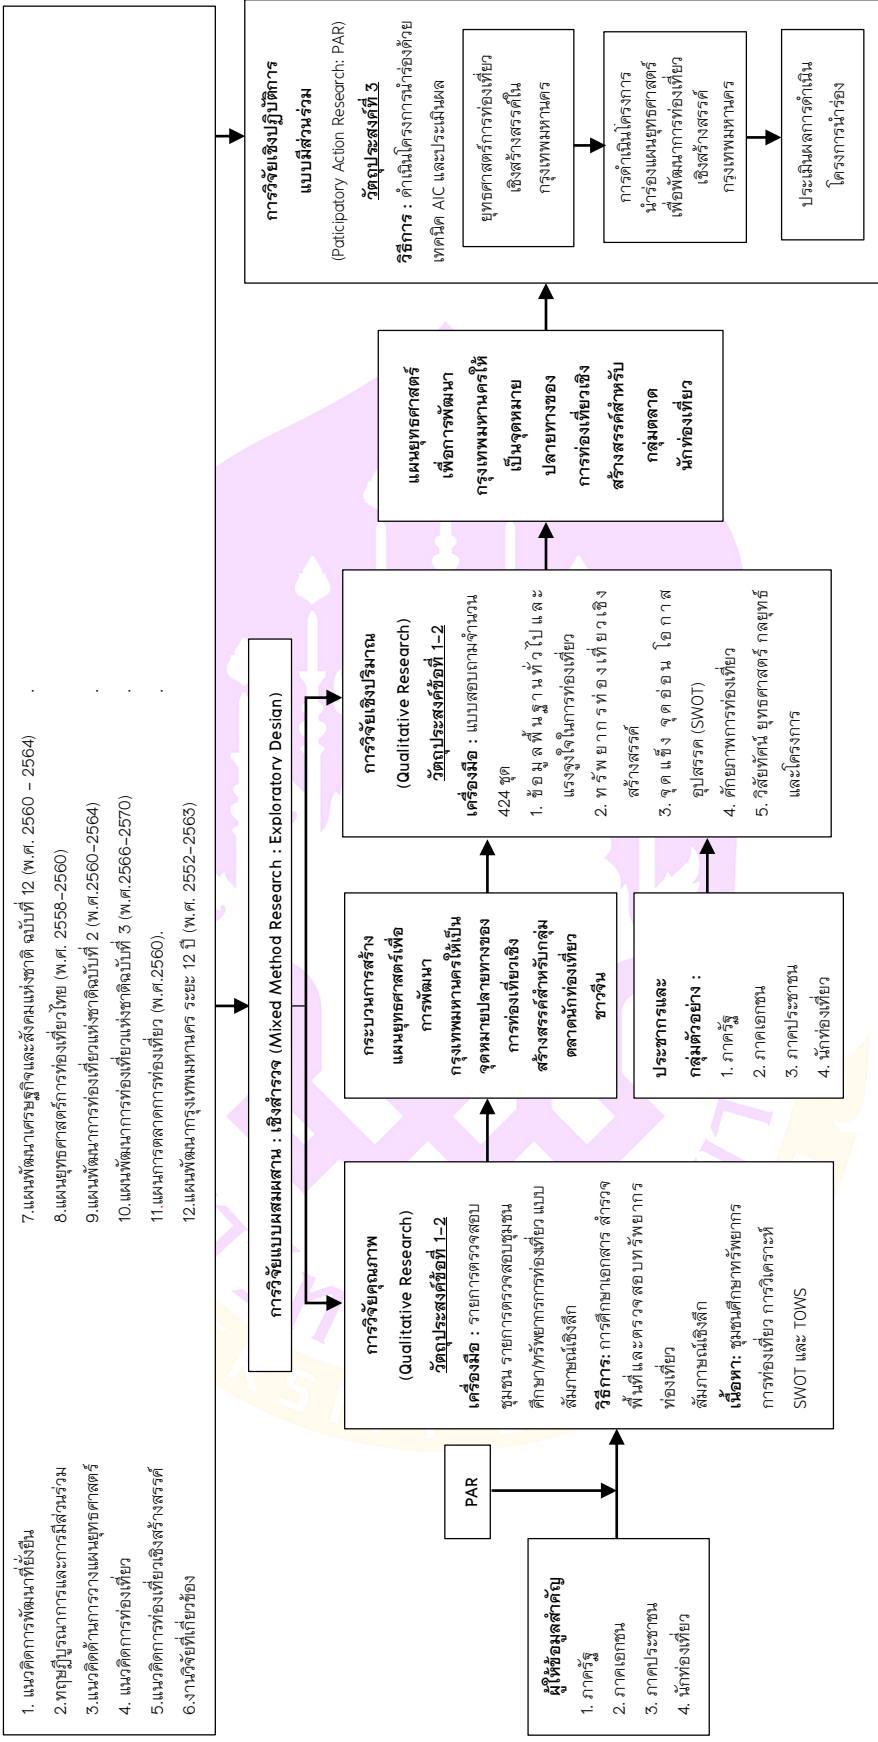 1. แนวคิดการพัฒนาที่ยั่งยืน
2.ทฤษฎีบูรณาการและการมีส่วนร่วม
3.แนวคิดด้านการวางแผนยุทธศาสตร์
4. แนวคิดการท่องเที่ยว
5.แนวคิดการท่องเที่ยวเชิงสร้างสรรค์
6.งานวิจัยที่เกี่ยวข้อง
7.แผนพัฒนาเศรษฐกิจและสังคมแห่งชาติ ฉบับที่ 12 (พ.ศ. 2560 - 2564) .
8.แผนยุทธศาสตร์การท่องเที่ยวไทย (พ.ศ. 2558-2560)
9.แผนพัฒนาการท่องเที่ยวแห่งชาติฉบับที่ 2 (พ.ศ.2560-2564) .
10.แผนพัฒนาการท่องเที่ยวแห่งชาติฉบับที่ 3 (พ.ศ.2566-2570) .
11.แผนการตลาดการท่องเที่ยว (พ.ศ.2560). .
12.แผนพัฒนากรุงเทพมหานคร ระยะ 12 ปี (พ.ศ. 2552-2563)
การวิจัยแบบผสมผสาน : เชิงสำรวจ (Mixed Method Research : Exploratory Design)
ผู้ให้ข้อมูลสำคัญ
1. ภาครัฐ
2. ภาคเอกชน
3. ภาคประชาชน
4. นักท่องเที่ยว
PAR
การวิจัยคุณภาพ
(Qualitative Research)
วัตถุประสงค์ข้อที่ 1-2
เครื่องมือ : รายการตรวจสอบ
ชุมชน รายการตรวจสอบชุมชน
ศึกษา/ทรัพยากรการท่องเที่ยว แบบ
สัมภาษณ์เชิงลึก
วิธีการ: การศึกษาเอกสาร สำรวจ
พื้นที่และตรวจสอบทรัพยากร
ท่องเที่ยว
สัมภาษณ์เชิงลึก
เนื้อหา: ชุมชนศึกษาทรัพยากร
การท่องเที่ยว การวิเคราะห์
SWOT และ TOWS
กระบวนการสร้าง
แผนยุทธศาสตร์เพื่อ
การพัฒนา
กรุงเทพมหานครให้เป็น
จุดหมายปลายทางของ
การท่องเที่ยวเชิง
สร้างสรรค์สำหรับกลุ่ม
ตลาดนักท่องเที่ยว
ชาวจีน
ประชากรและ
กลุ่มตัวอย่าง :
1. ภาครัฐ
2. ภาคเอกชน
3. ภาคประชาชน
4. นักท่องเที่ยว
การวิจัยเชิงปริมาณ
(Qualitative Research)
วัตถุประสงค์ข้อที่ 1-2
เครื่องมือ : แบบสอบถามจำนวน
424 ชุด
1. ข้อมูลพื้นฐานทั่วไปและ
แรงจูงใจในการท่องเที่ยว
2. ทรัพยากรท่องเที่ยวเชิง
สร้างสรรค์
3. จุดแข็ง จุดอ่อน โอกาส
อุปสรรค (SWOT)
4. ศักยภาพการท่องเที่ยว
5. วิสัยทัศน์ ยุทธศาสตร์ กลยุทธ์
และโครงการ
แผนยุทธศาสตร์
เพื่อการพัฒนา
กรุงเทพมหานครให้
เป็นจุดหมาย
ปลายทางของ
การท่องเที่ยวเชิง
สร้างสรรค์สำหรับ
กลุ่มตลาด
นักท่องเที่ยว
การวิจัยเชิงปฏิบัติการ
แบบมีส่วนร่วม
(Paticipatory Action Research: PAR)
วัตถุประสงค์ที่ 3
วิธีการ : ดำเนินโครงการนำร่องด้วย
เทคนิค AIC และประเมินผล
ยุทธศาสตร์การท่องเที่ยว
เชิงสร้างสรรค์ใน
กรุงเทพมหานคร
การดำเนินโครงการ
นำร่องแผนยุทธศาสตร์
เพื่อพัฒนาการท่องเที่ยว
เชิงสร้างสรรค์
กรุงเทพมหานคร
ประเมินผลการดำเนิน
โครงการนำร่อง